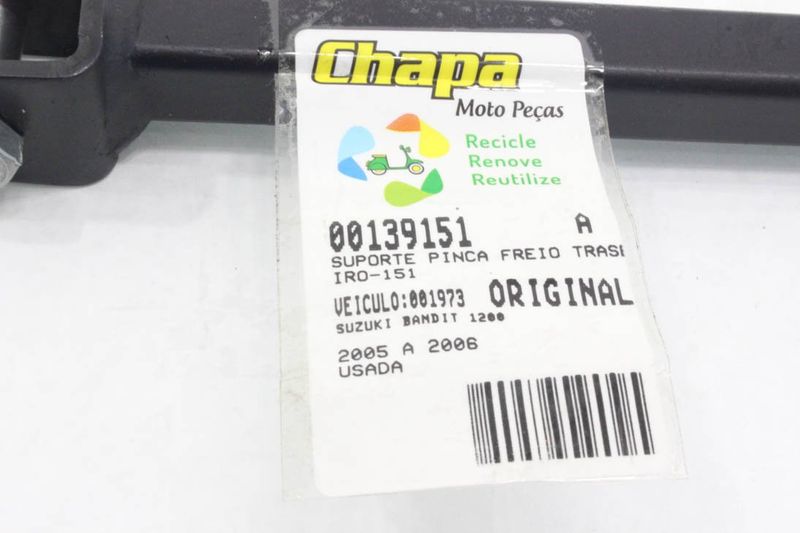 Chapa
Moto Peças
Recicle
Renove
Reutilize
00139151 A
SUPORTE PINCA FREIO TRASE
IRO-151
VEICULO:001973 ORIGINAL
SUZUKI BANDIT 1200
2005 A 2006
USADA